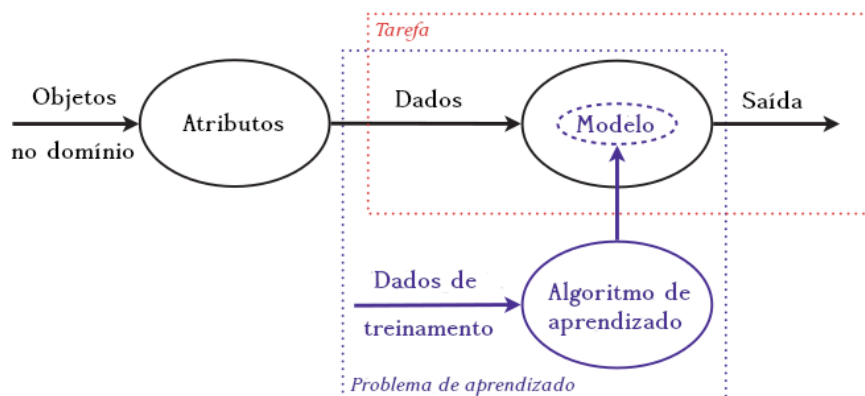 Tarefa
Objetos
no domínio
Atributos
Dados
Modelo
Saída
Dados de
treinamento
Algoritmo de
aprendizado
Problema de aprendizado